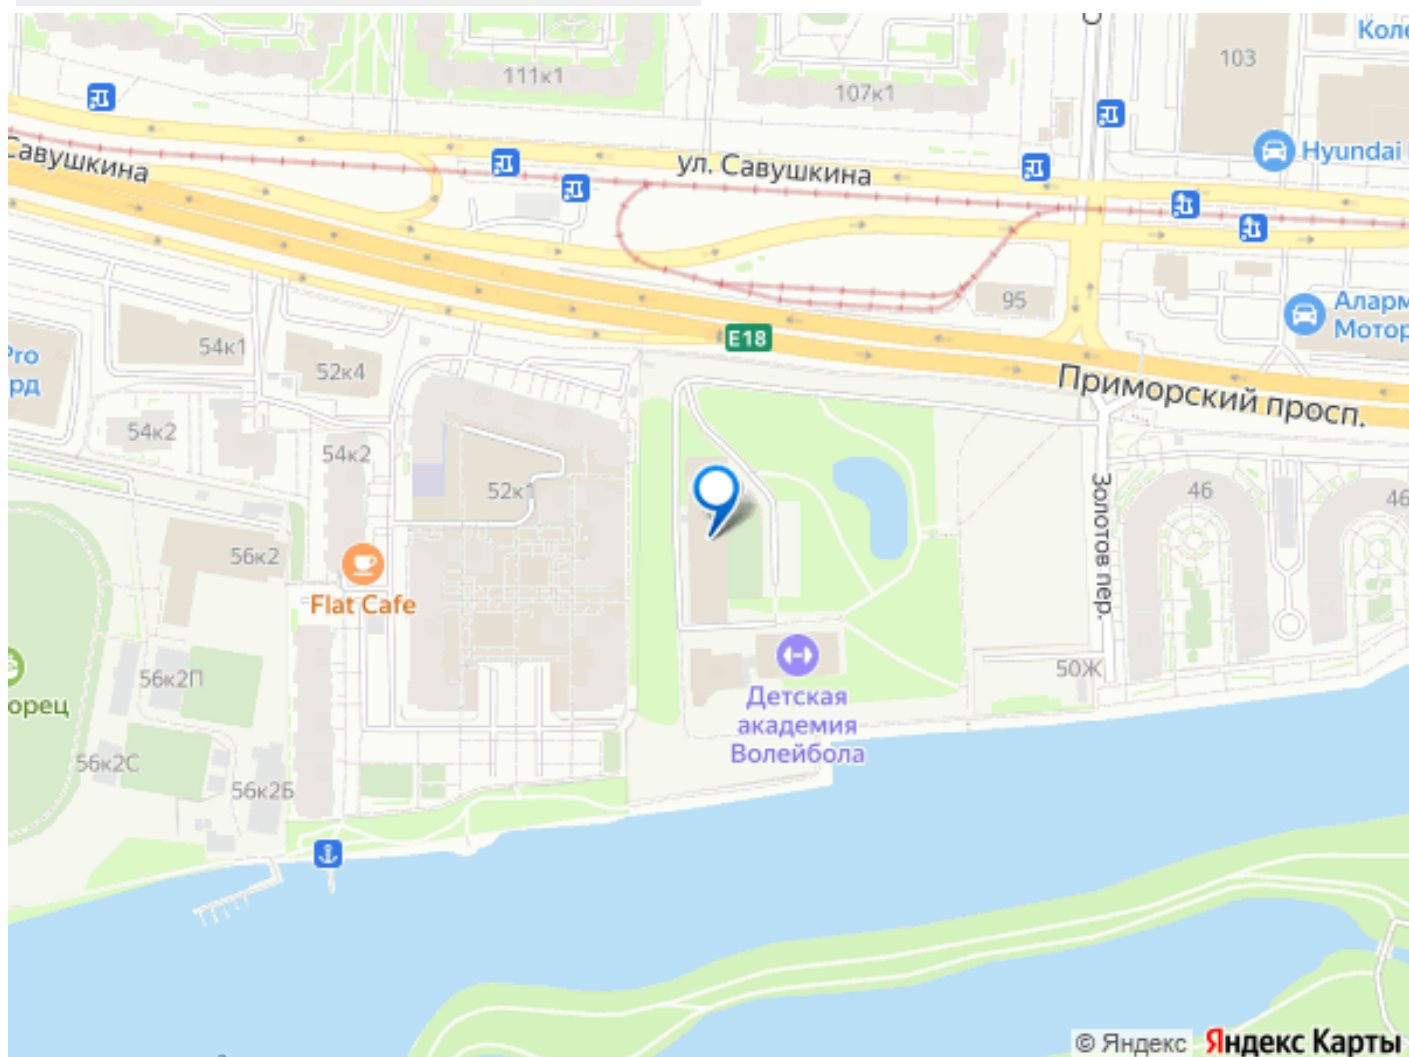 Коле
103
111к1
107к1
Hyundai
Савушкина
ул. Савушкина
95
Аларм
Мотор
E18
54к1
Pro
рд
52к4
Приморский просп.
54к2
54к2
52к1
Золотов пер.
46
46
56к2
Flat Cafe
56к2П
орец
50Ж
Детская
академия
Волейбола
56к2С
56к2Б
© Яндекс Яндекс Карты